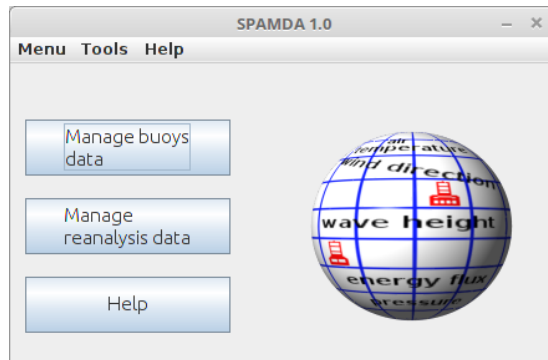 SPAMDA 1.0
Menu Tools Help
Manage buoys
data
Manage
reanalysis data
Help
air
temperature
wind direction
wave height
energy flux
pressure